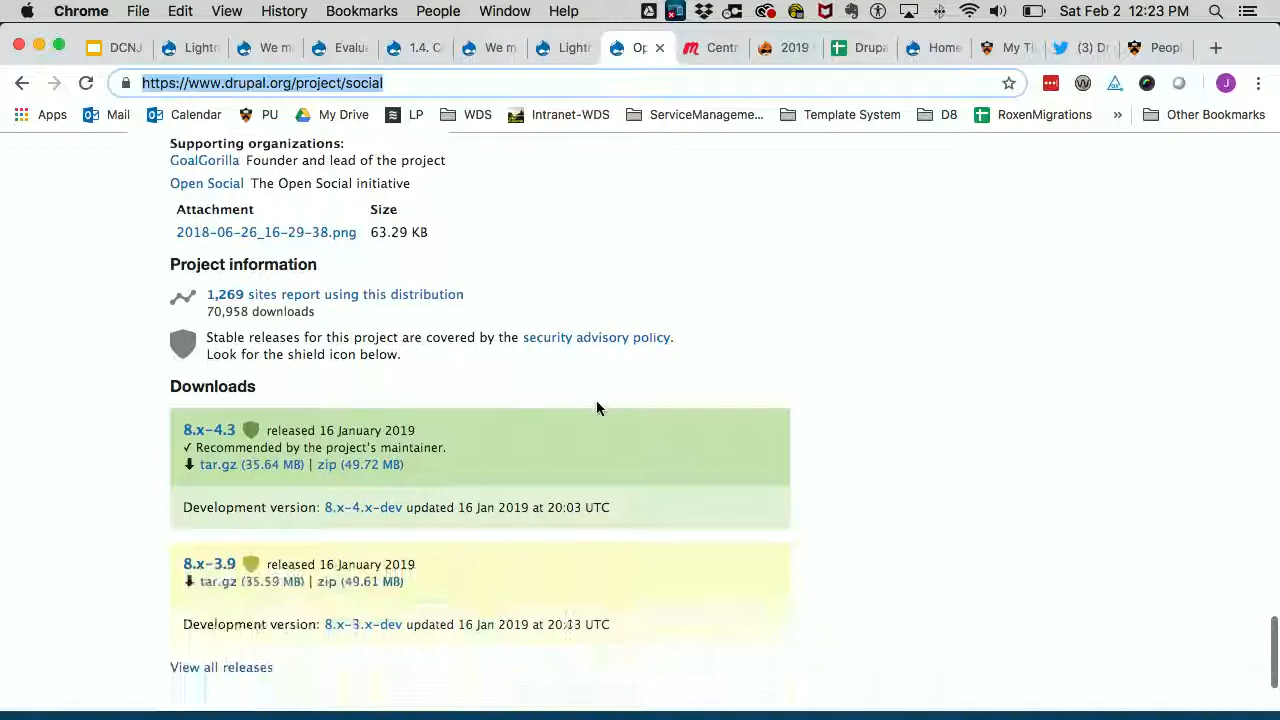 Chrome File Edit View History Bookmarks People Window Help Sat Feb 2 12:23 PM
DCNJ Lightn We m Evalu 1.4. C We m Lightn Op Centr 2019 Drupa Home My Ti (3) Dr Peopl
https://www.drupal.org/project/social
Apps Mail Calendar PU My Drive LP WDS Intranet-WDS ServiceManageme... Template System D8 RoxenMigrations » Other Bookmarks
Supporting organizations:
GoalGorilla Founder and lead of the project
Open Social The Open Social initiative
Attachment Size
2018-06-26_16-29-38.png 63.29 KB
Project information
1,269 sites report using this distribution
70,958 downloads
Stable releases for this project are covered by the security advisory policy.
Look for the shield icon below.
Downloads
8.x-4.3 released 16 January 2019
✓ Recommended by the project's maintainer.
tar.gz (35.64 MB) | zip (49.72 MB)
Development version: 8.x-4.x-dev updated 16 Jan 2019 at 20:03 UTC
8.x-3.9 released 16 January 2019
tar.gz (35.59 MB) | zip (49.61 MB)
Development version: 8.x-3.x-dev updated 16 Jan 2019 at 20:13 UTC
View all releases